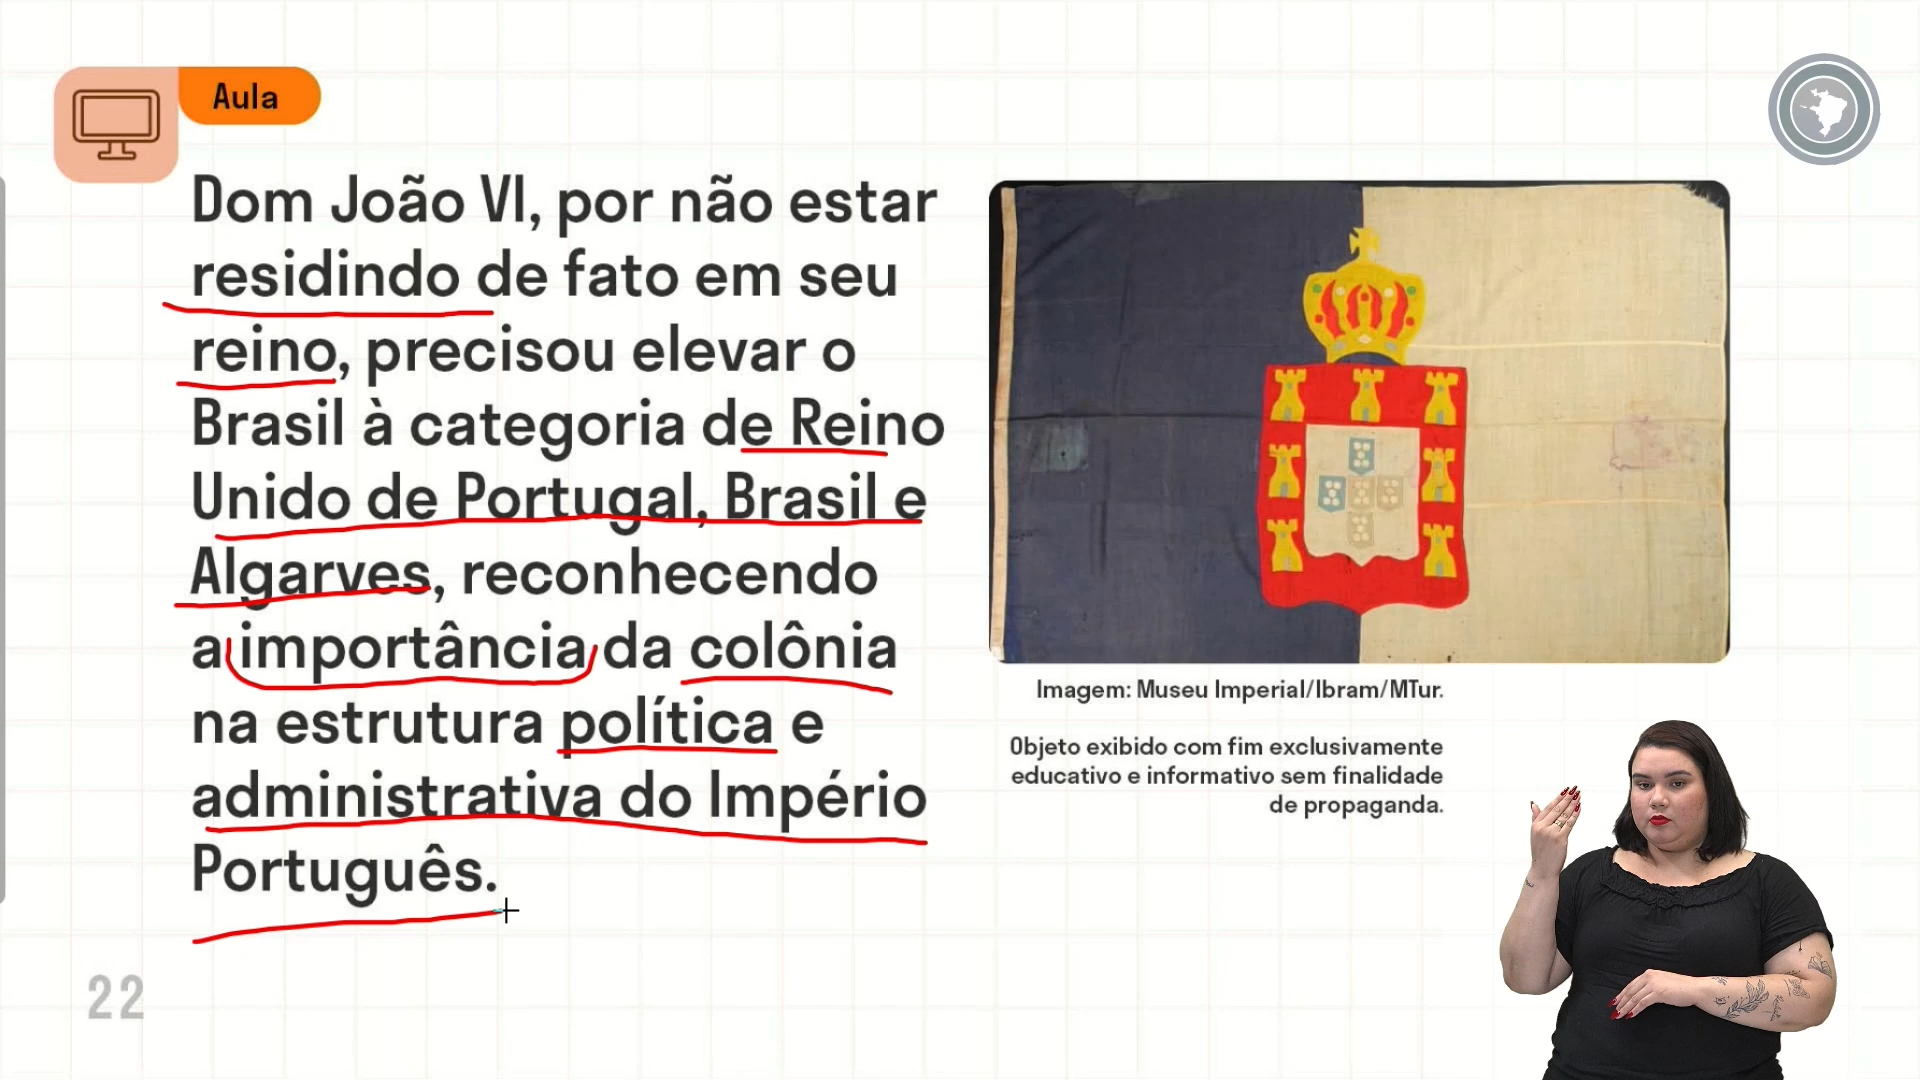 Aula
Dom João VI, por não estar
residindo de fato em seu
reino, precisou elevar o
Brasil à categoria de Reino
Unido de Portugal, Brasil e
Algarves, reconhecendo
a importância da colônia
na estrutura política e
administrativa do Império
Português.
Imagem: Museu Imperial/Ibram/MTur.
Objeto exibido com fim exclusivamente
educativo e informativo sem finalidade
de propaganda.
22